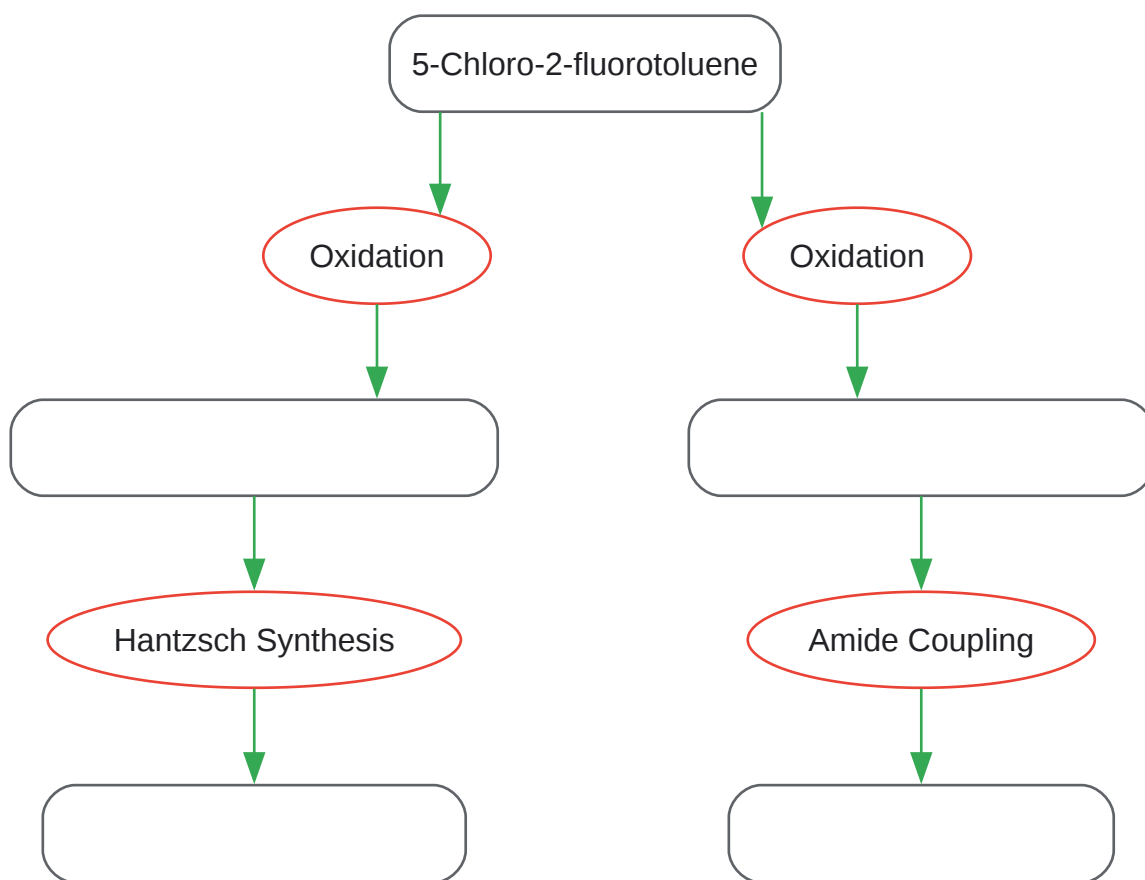 5-Chloro-2-fluorotoluene
Oxidation
Oxidation
Hantzsch Synthesis
Amide Coupling